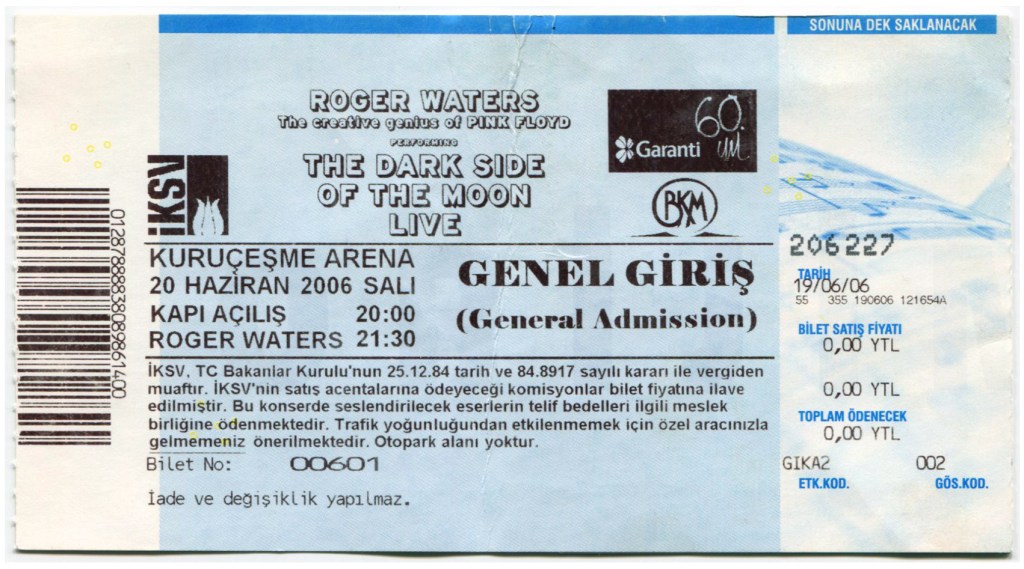 SONUNA DEK SAKLANACAK
ROGER WATERS
The creative genius of PINK FLOYD
PERFORMING
THE DARK SIDE
OF THE MOON
LIVE
İKSV
Garanti
60.
BKM
KURUÇEŞME ARENA
20 HAZİRAN 2006 SALI
KAPI AÇILIŞ 20:00
ROGER WATERS 21:30
GENEL GİRİŞ
(General Admission)
İKSV, TC Bakanlar Kurulu'nun 25.12.84 tarih ve 84.8917 sayılı kararı ile vergiden
muaftır. İKSV'nin satış acentalarına ödeyeceği komisyonlar bilet fiyatına ilave
edilmiştir. Bu konserde seslendirilecek eserlerin telif bedelleri ilgili meslek
birliğine ödenmektedir. Trafik yoğunluğundan etkilenmemek için özel aracınızla
gelmemeniz önerilmektedir. Otopark alanı yoktur.
Bilet No: 00601
İade ve değişiklik yapılmaz.
206227
TARİH
19/06/06
55 355 190606 121654A
BİLET SATIŞ FİYATI
0,00 YTL
0,00 YTL
TOPLAM ÖDENECEK
0,00 YTL
GIKA2 002
ETK.KOD. GÖS.KOD.